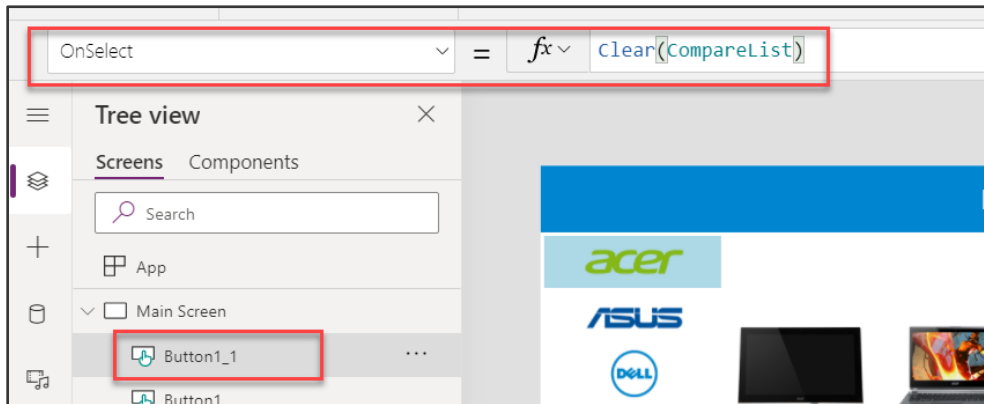 OnSelect = fx Clear(CompareList)
Tree view
Screens Components
Search
App
Main Screen
Button1_1 ...
Button1
acer
ASUS
DELL